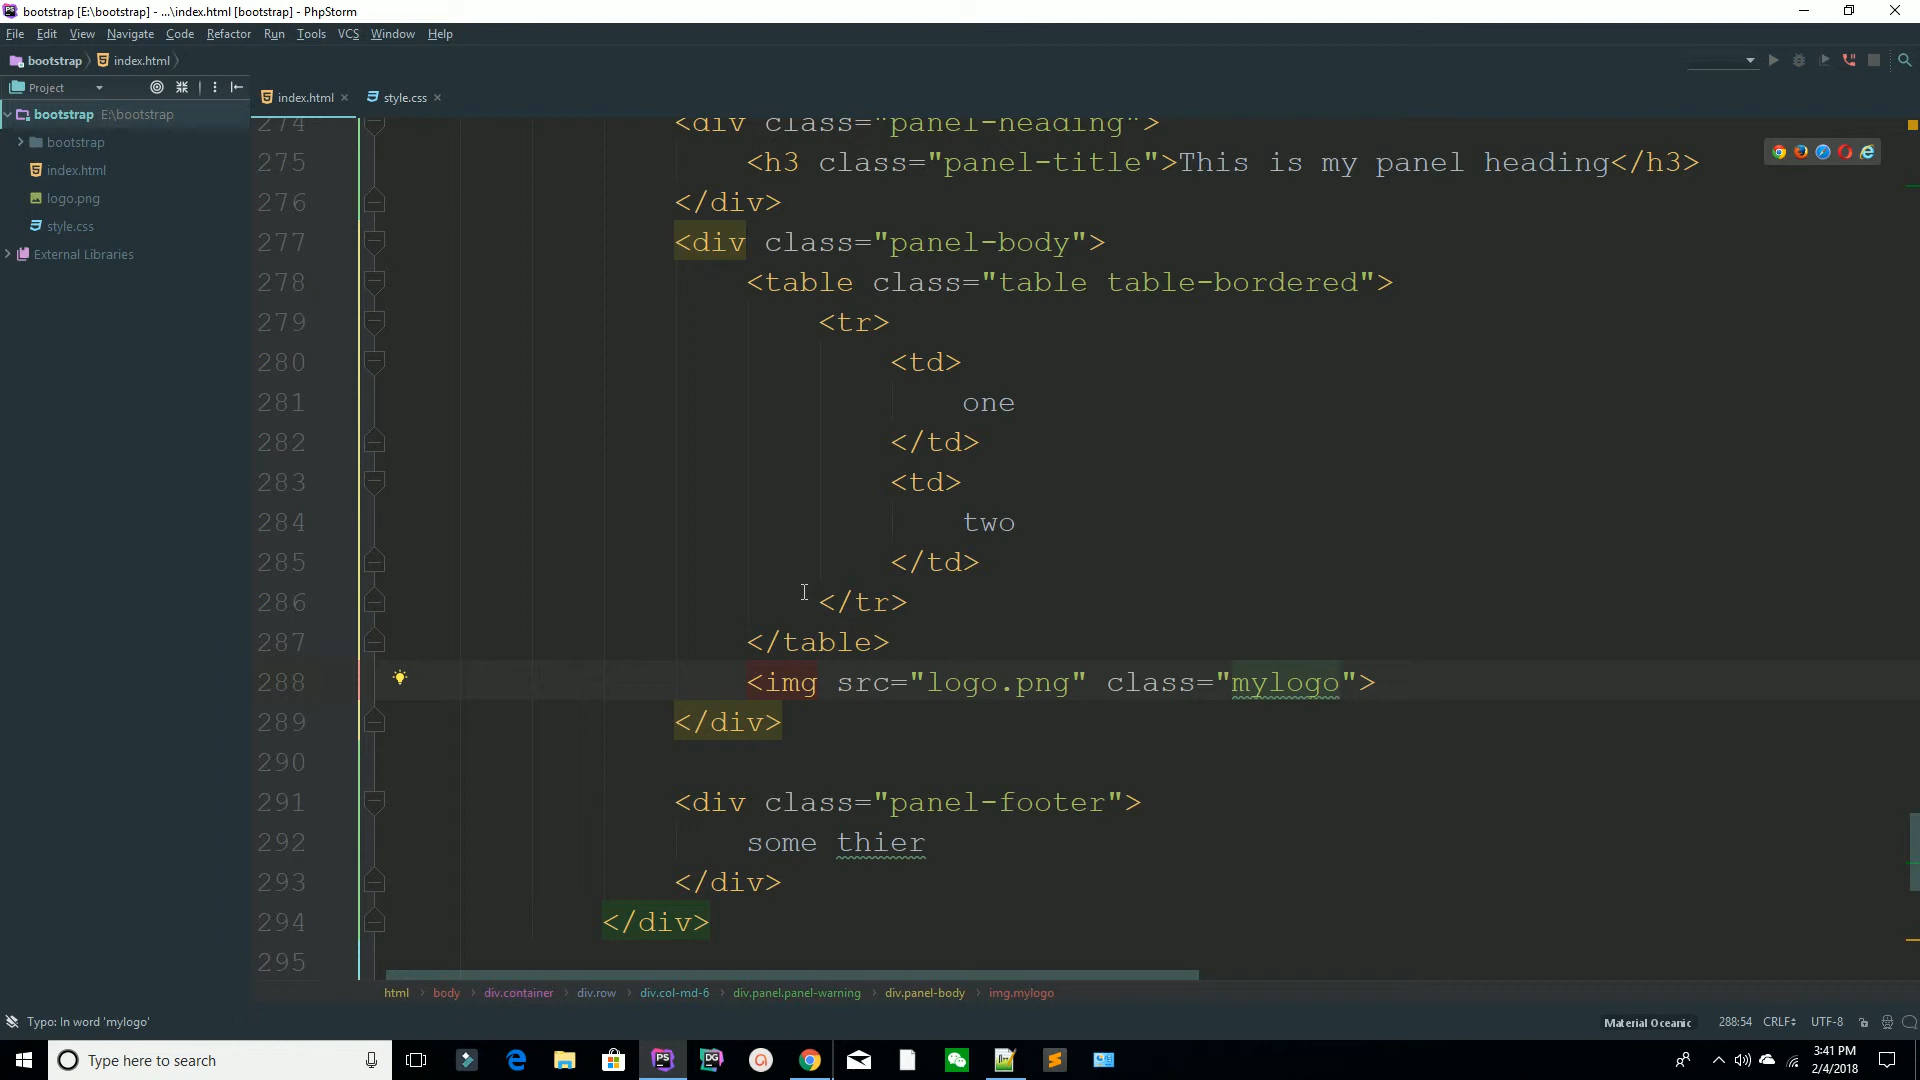 bootstrap [E:\bootstrap] - ...\index.html [bootstrap] - PhpStorm
File Edit View Navigate Code Refactor Run Tools VCS Window Help
bootstrap index.html
Project
index.html style.css
bootstrap E:\bootstrap
bootstrap
index.html
logo.png
style.css
External Libraries
274 <div class="panel-heading">
275 <h3 class="panel-title">This is my panel heading</h3>
276 </div>
277 <div class="panel-body">
278 <table class="table table-bordered">
279 <tr>
280 <td>
281 one
282 </td>
283 <td>
284 two
285 </td>
286 </tr>
287 </table>
288 <img src="logo.png" class="mylogo">
289 </div>
290
291 <div class="panel-footer">
292 some thier
293 </div>
294 </div>
295
html body div.container div.row div.col-md-6 div.panel.panel-warning div.panel-body img.mylogo
Typo: In word 'mylogo' Material Oceanic 288:54 CRLF UTF-8
Type here to search
PS
DG
3:41 PM
2/4/2018